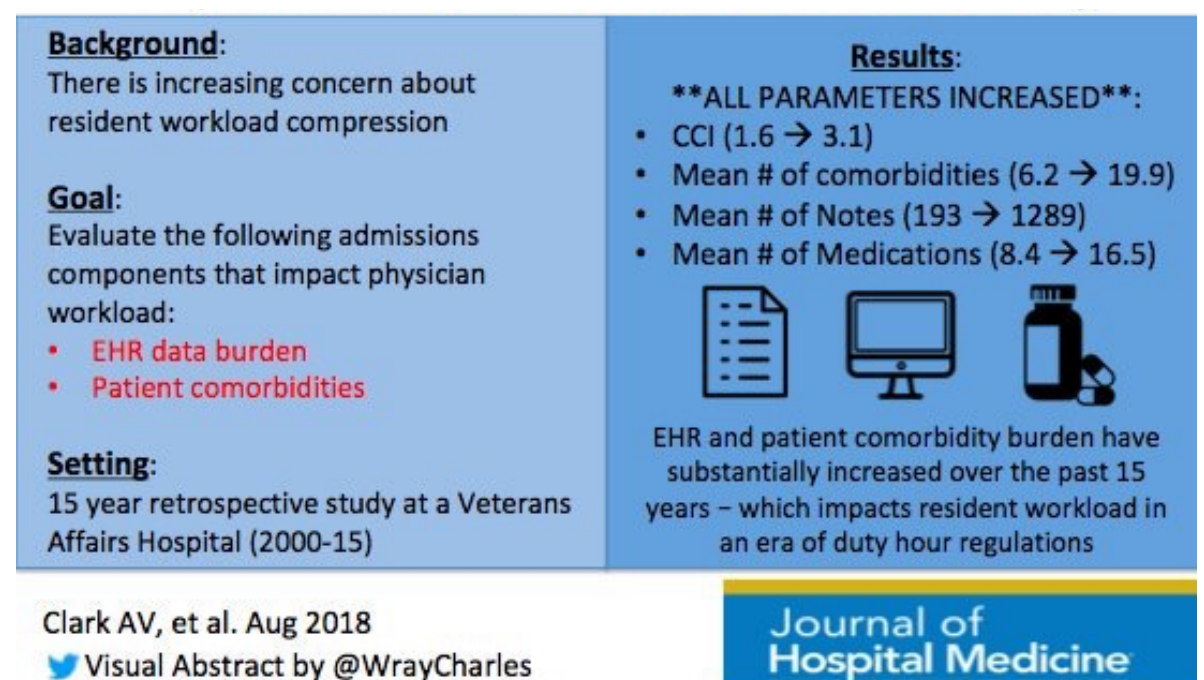 Background:
There is increasing concern about
resident workload compression
Goal:
Evaluate the following admissions
components that impact physician
workload:
• EHR data burden
• Patient comorbidities
Setting:
15 year retrospective study at a Veterans
Affairs Hospital (2000-15)
Results:
**ALL PARAMETERS INCREASED**:
• CCI (1.6 → 3.1)
• Mean # of comorbidities (6.2 → 19.9)
• Mean # of Notes (193 → 1289)
• Mean # of Medications (8.4 → 16.5)
EHR and patient comorbidity burden have
substantially increased over the past 15
years – which impacts resident workload in
an era of duty hour regulations
Clark AV, et al. Aug 2018
Visual Abstract by @WrayCharles
Journal of
Hospital Medicine